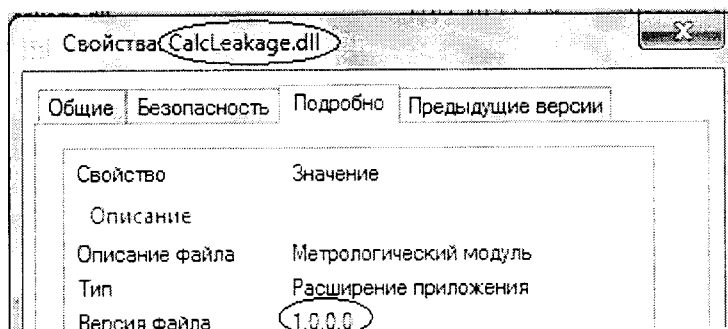 Свойства: CalcLeakage.dll
Общие Безопасность Подробно Предыдущие версии
Свойство Значение
Описание
Описание файла Метрологический модуль
Тип Расширение приложения
Версия файла 1.0.0.0